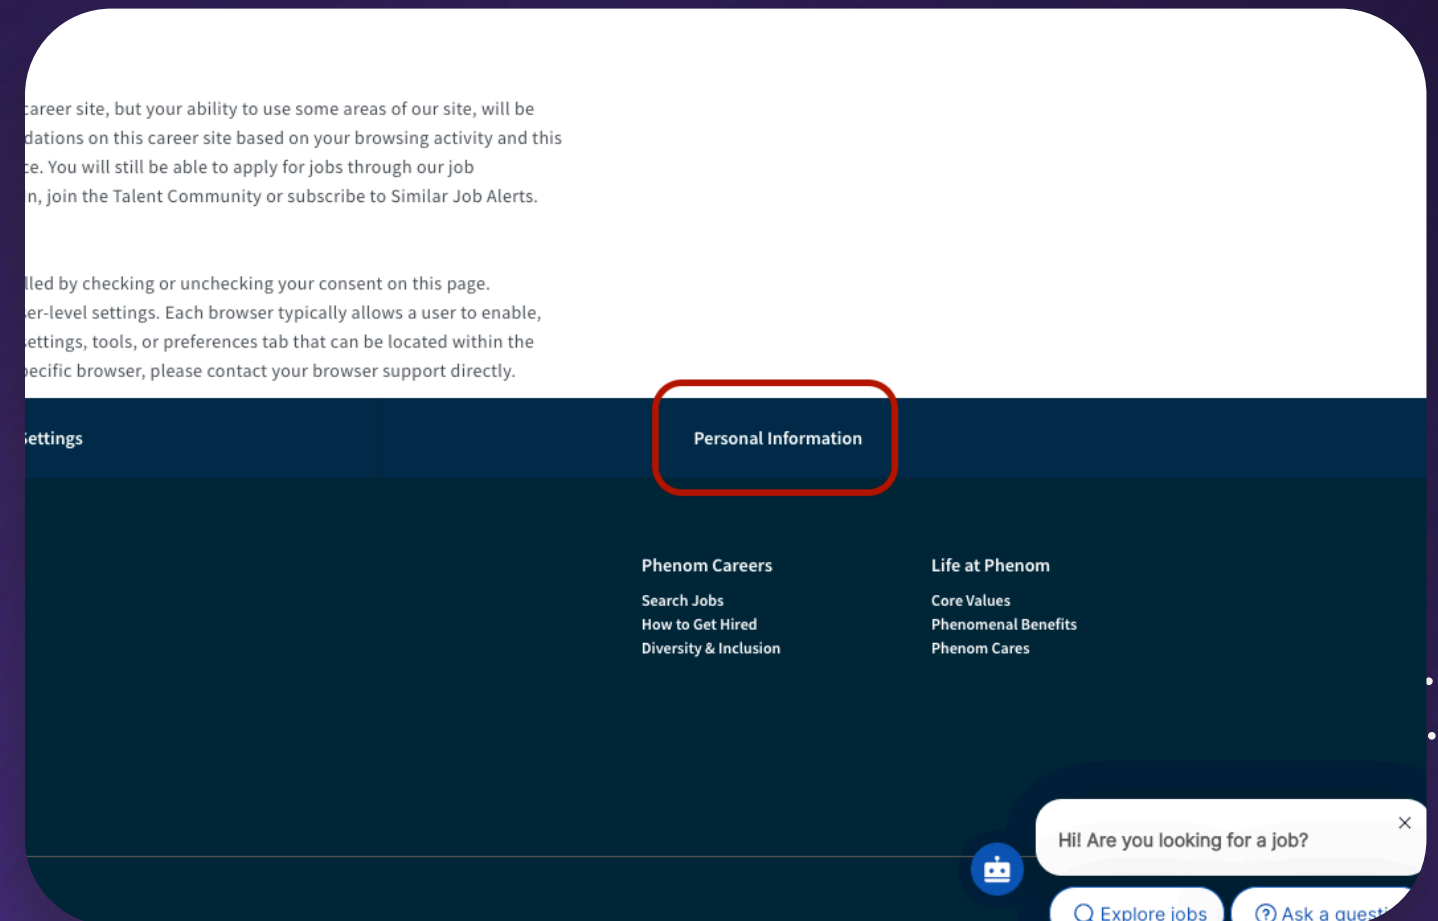 career site, but your ability to use some areas of our site, will be
dations on this career site based on your browsing activity and this
ce. You will still be able to apply for jobs through our job
n, join the Talent Community or subscribe to Similar Job Alerts.
lled by checking or unchecking your consent on this page.
er-level settings. Each browser typically allows a user to enable,
settings, tools, or preferences tab that can be located within the
pecific browser, please contact your browser support directly.
Settings
Personal Information
Phenom Careers
Search Jobs
How to Get Hired
Diversity & Inclusion
Life at Phenom
Core Values
Phenomenal Benefits
Phenom Cares
Hi! Are you looking for a job?
Explore jobs
Ask a questi